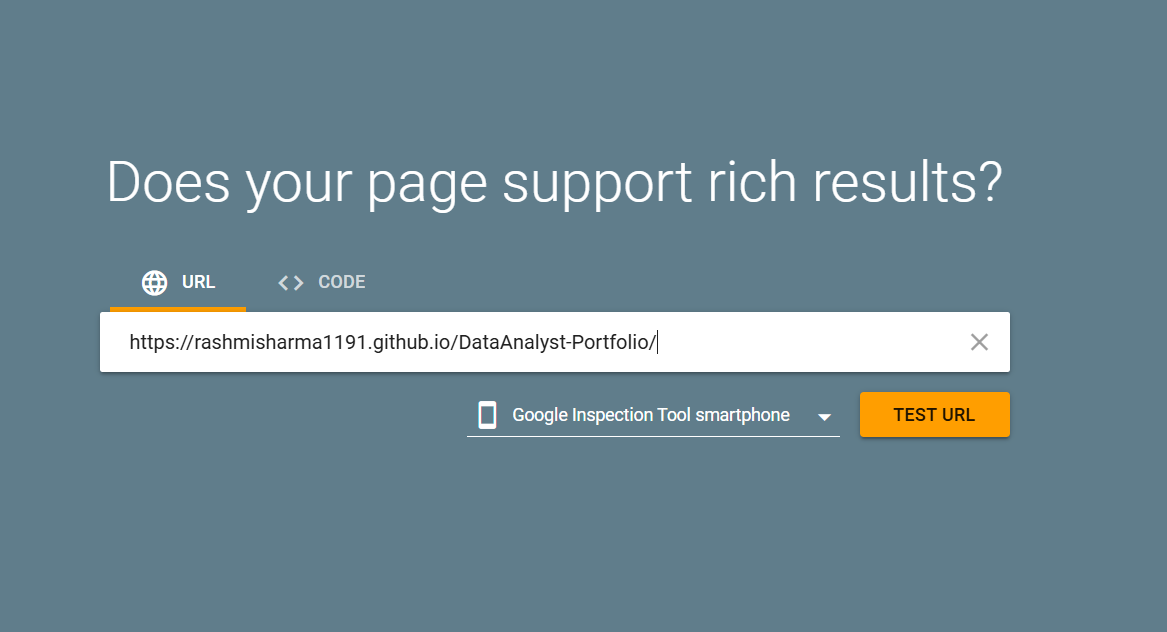 Does your page support rich results?
URL
CODE
https://rashmisharma1191.github.io/DataAnalyst-Portfolio/
Google Inspection Tool smartphone
TEST URL